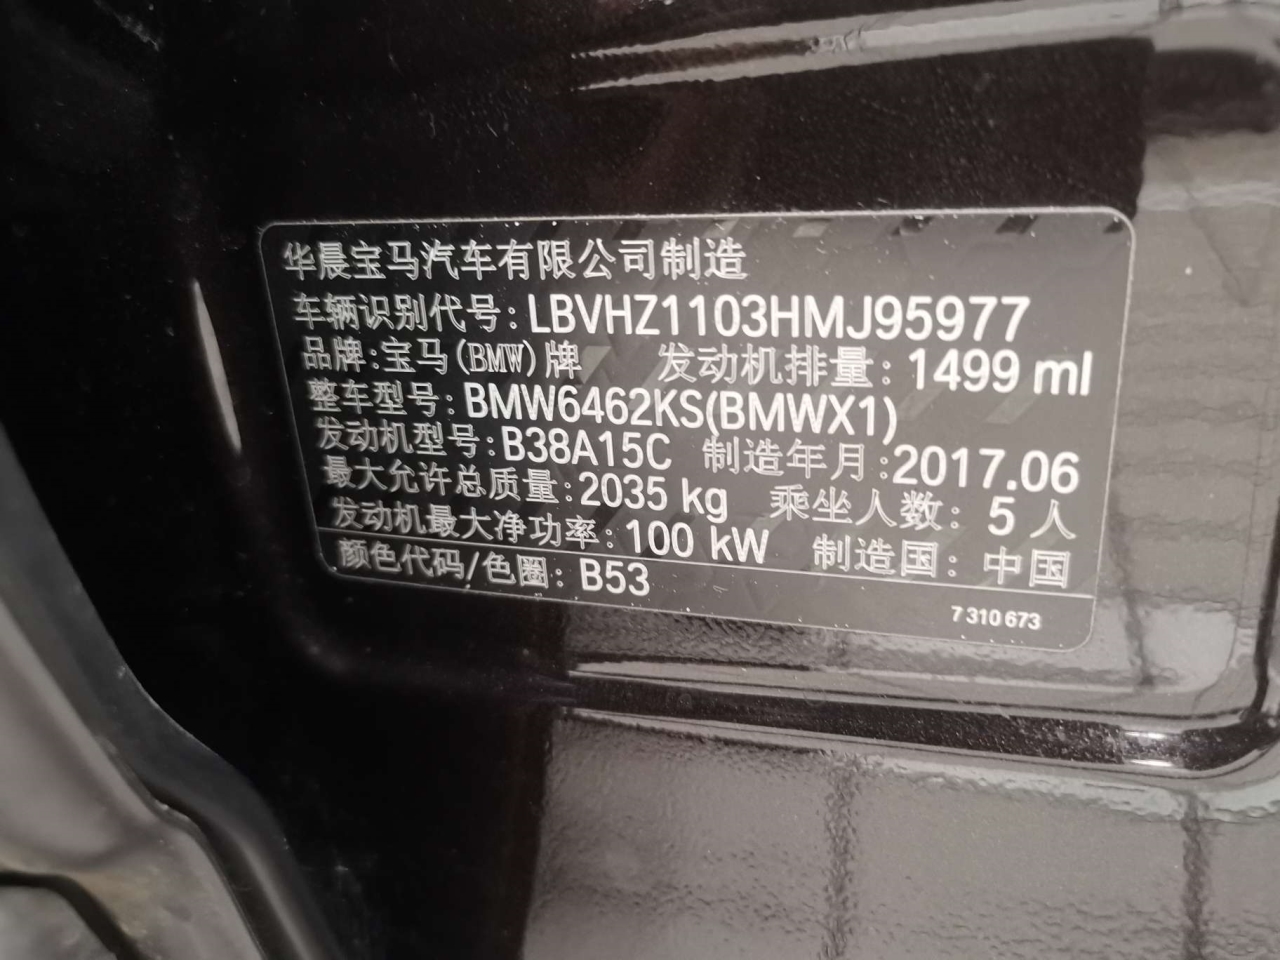 华晨宝马汽车有限公司制造
车辆识别代号：LBVHZ1103HMJ95977
品牌：宝马(BMW)牌 发动机排量：1499 ml
整车型号：BMW6462KS(BMWX1)
发动机型号：B38A15C 制造年月：2017.06
最大允许总质量：2035 kg 乘坐人数：5 人
发动机最大净功率：100 kW 制造国：中国
颜色代码/色圈：B53
7 310 673